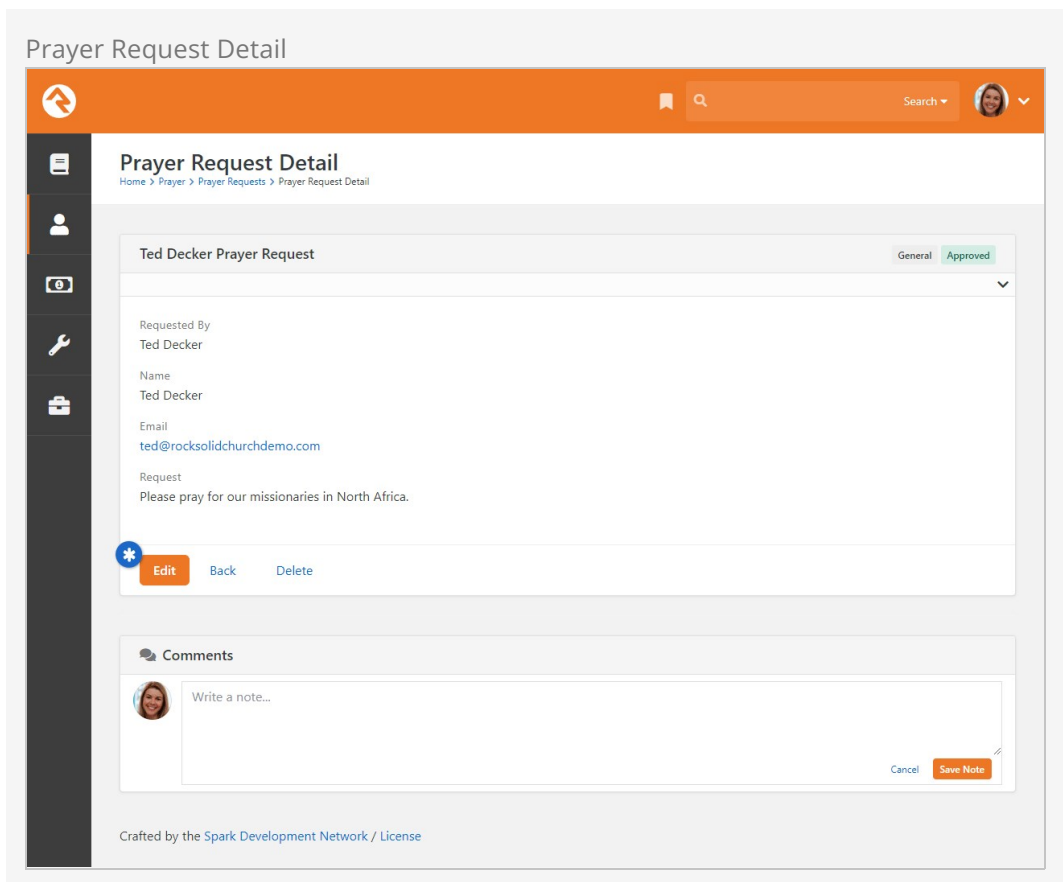 Prayer Request Detail
Search
Prayer Request Detail
Home > Prayer > Prayer Requests > Prayer Request Detail
Ted Decker Prayer Request
General Approved
Requested By
Ted Decker
Name
Ted Decker
Email
ted@rocksolidchurchdemo.com
Request
Please pray for our missionaries in North Africa.
Edit Back Delete
Comments
Write a note...
Cancel Save Note
Crafted by the Spark Development Network / License